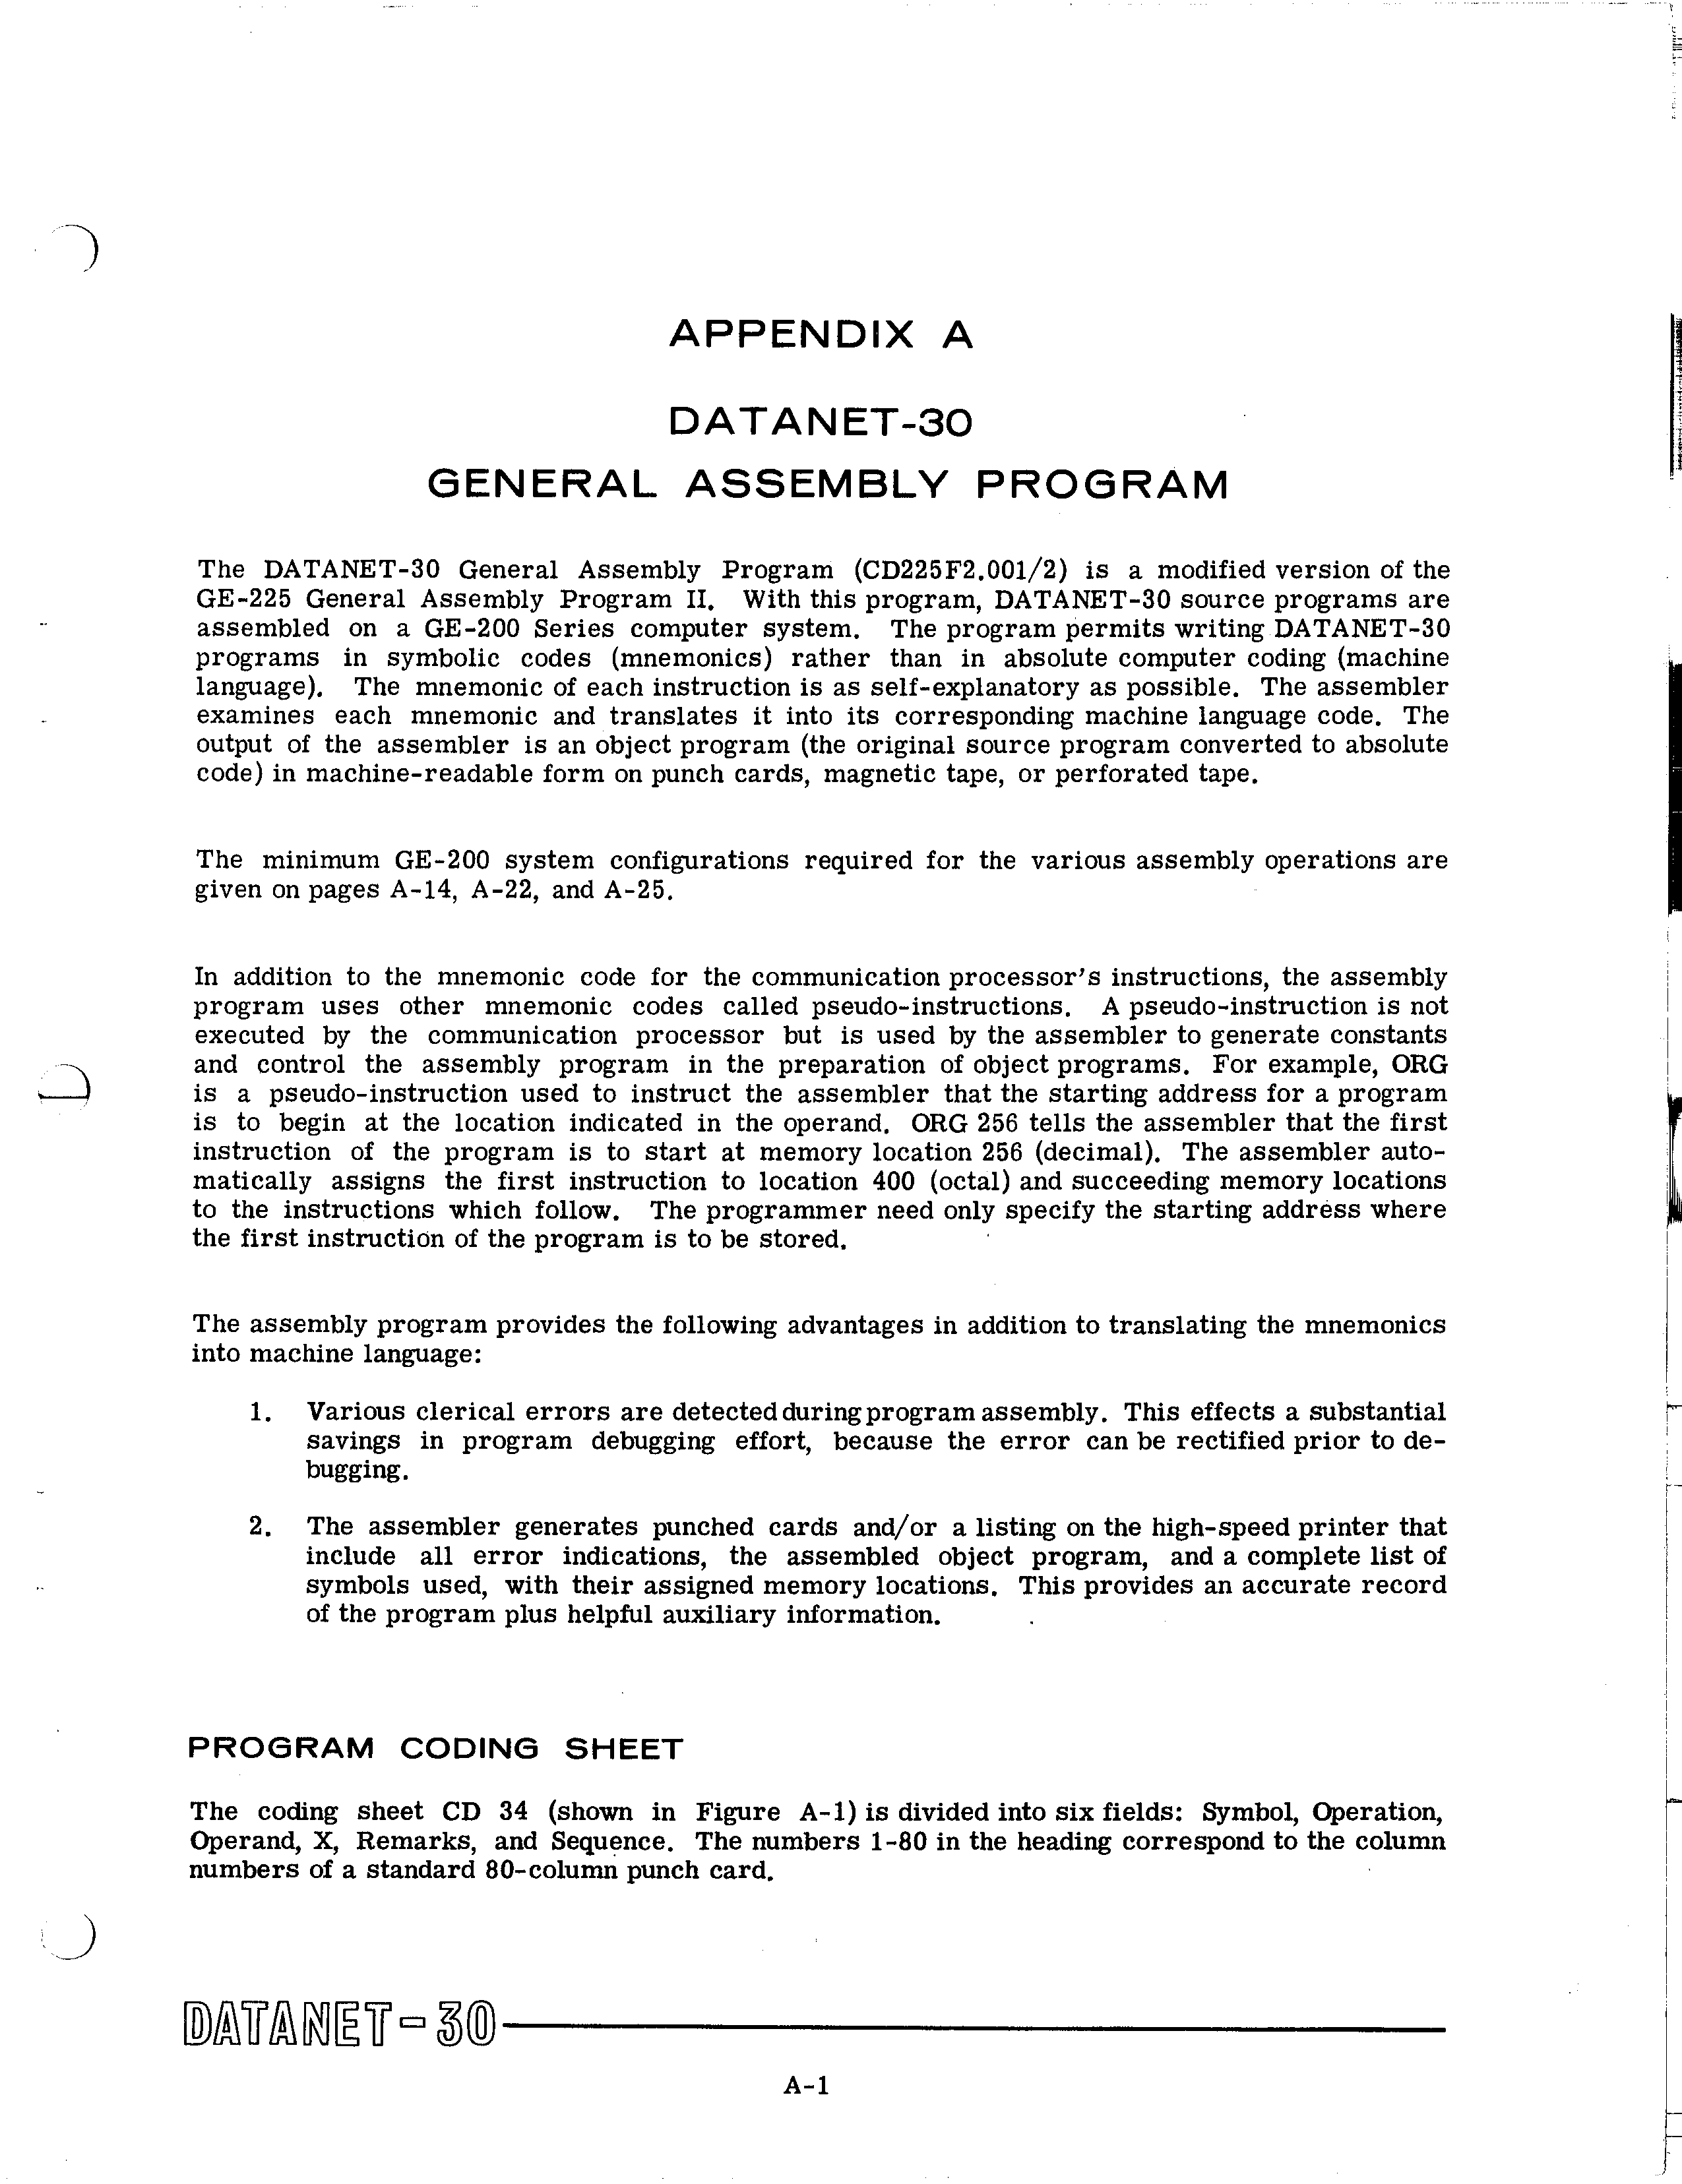 APPENDIX A
DATANET-30
GENERAL ASSEMBLY PROGRAM
The DATANET-30 General Assembly Program (CD225F2.001/2) is a modified version of the
GE-225 General Assembly Program II. With this program, DATANET-30 source programs are
assembled on a GE-200 Series computer system. The program permits writing DATANET-30
programs in symbolic codes (mnemonics) rather than in absolute computer coding (machine
language). The mnemonic of each instruction is as self-explanatory as possible. The assembler
examines each mnemonic and translates it into its corresponding machine language code. The
output of the assembler is an object program (the original source program converted to absolute
code) in machine-readable form on punch cards, magnetic tape, or perforated tape.
The minimum GE-200 system configurations required for the various assembly operations are
given on pages A-14, A-22, and A-25.
In addition to the mnemonic code for the communication processor's instructions, the assembly
program uses other mnemonic codes called pseudo-instructions. A pseudo-instruction is not
executed by the communication processor but is used by the assembler to generate constants
and control the assembly program in the preparation of object programs. For example, ORG
is a pseudo-instruction used to instruct the assembler that the starting address for a program
is to begin at the location indicated in the operand. ORG 256 tells the assembler that the first
instruction of the program is to start at memory location 256 (decimal). The assembler auto-
matically assigns the first instruction to location 400 (octal) and succeeding memory locations
to the instructions which follow. The programmer need only specify the starting address where
the first instruction of the program is to be stored.
The assembly program provides the following advantages in addition to translating the mnemonics
into machine language:
1. Various clerical errors are detected during program assembly. This effects a substantial
savings in program debugging effort, because the error can be rectified prior to de-
bugging.
2. The assembler generates punched cards and/or a listing on the high-speed printer that
include all error indications, the assembled object program, and a complete list of
symbols used, with their assigned memory locations. This provides an accurate record
of the program plus helpful auxiliary information.
PROGRAM CODING SHEET
The coding sheet CD 34 (shown in Figure A-1) is divided into six fields: Symbol, Operation,
Operand, X, Remarks, and Sequence. The numbers 1-80 in the heading correspond to the column
numbers of a standard 80-column punch card.
DATANET-30
A-1